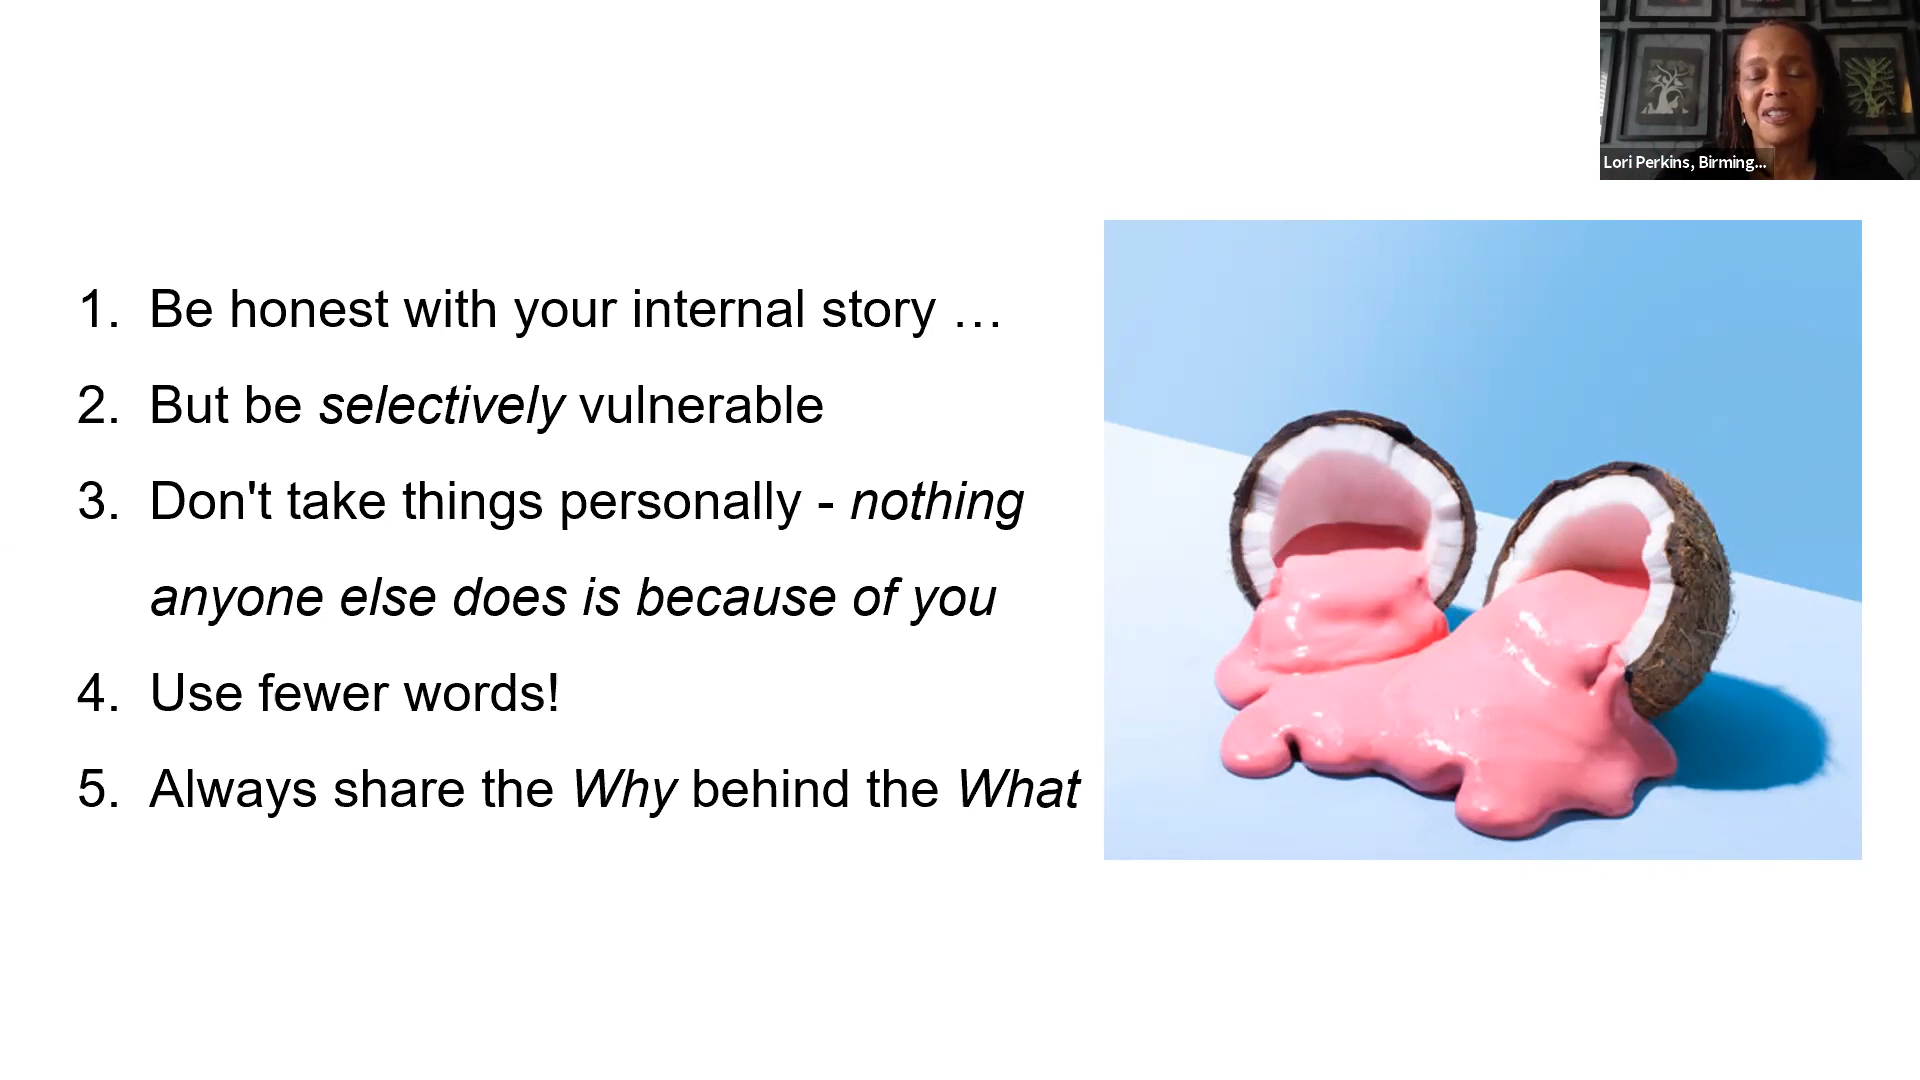 Lori Perkins, Birming...
1. Be honest with your internal story …
2. But be selectively vulnerable
3. Don't take things personally - nothing
anyone else does is because of you
4. Use fewer words!
5. Always share the Why behind the What